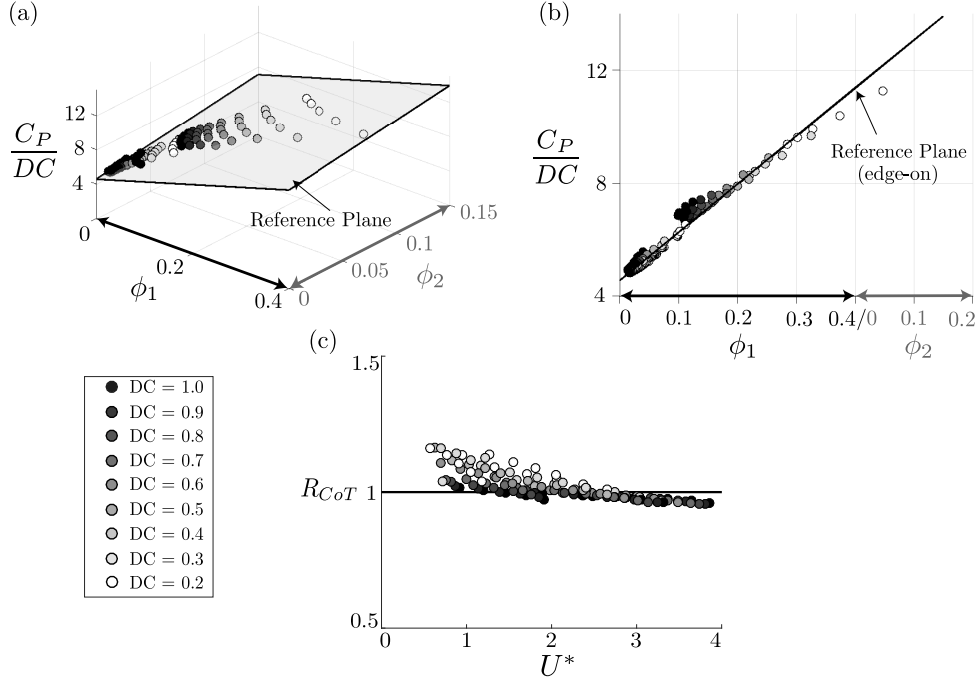 (a)
12
8
4
C_P
DC
0
0.2
0.4
ϕ1
0
0.05
0.1
0.15
ϕ2
Reference Plane
(b)
12
8
4
C_P
DC
Reference Plane
(edge-on)
0 0.1 0.2 0.3 0.4/0 0.1 0.2
ϕ1 ϕ2
(c)
1.5
R_CoT 1
0.5
0 1 2 3 4
U*
DC = 1.0
DC = 0.9
DC = 0.8
DC = 0.7
DC = 0.6
DC = 0.5
DC = 0.4
DC = 0.3
DC = 0.2